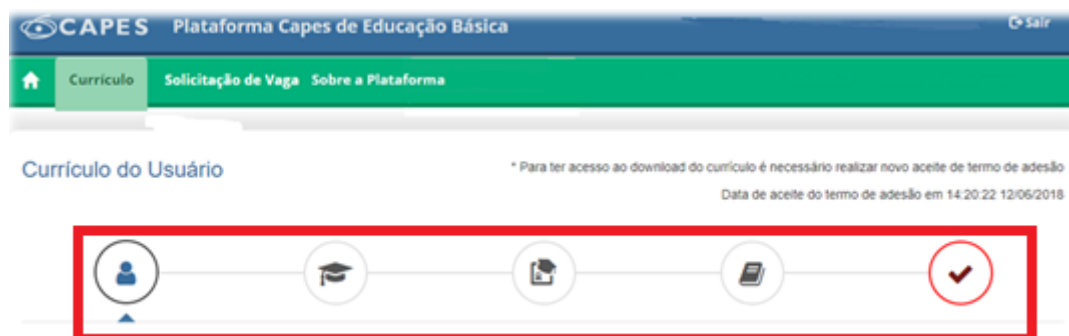 CAPES Plataforma Capes de Educação Básica Sair
Currículo Solicitação de Vaga Sobre a Plataforma
Currículo do Usuário * Para ter acesso ao download do currículo é necessário realizar novo aceite de termo de adesão
Data de aceite do termo de adesão em 14:20:22 12/06/2018